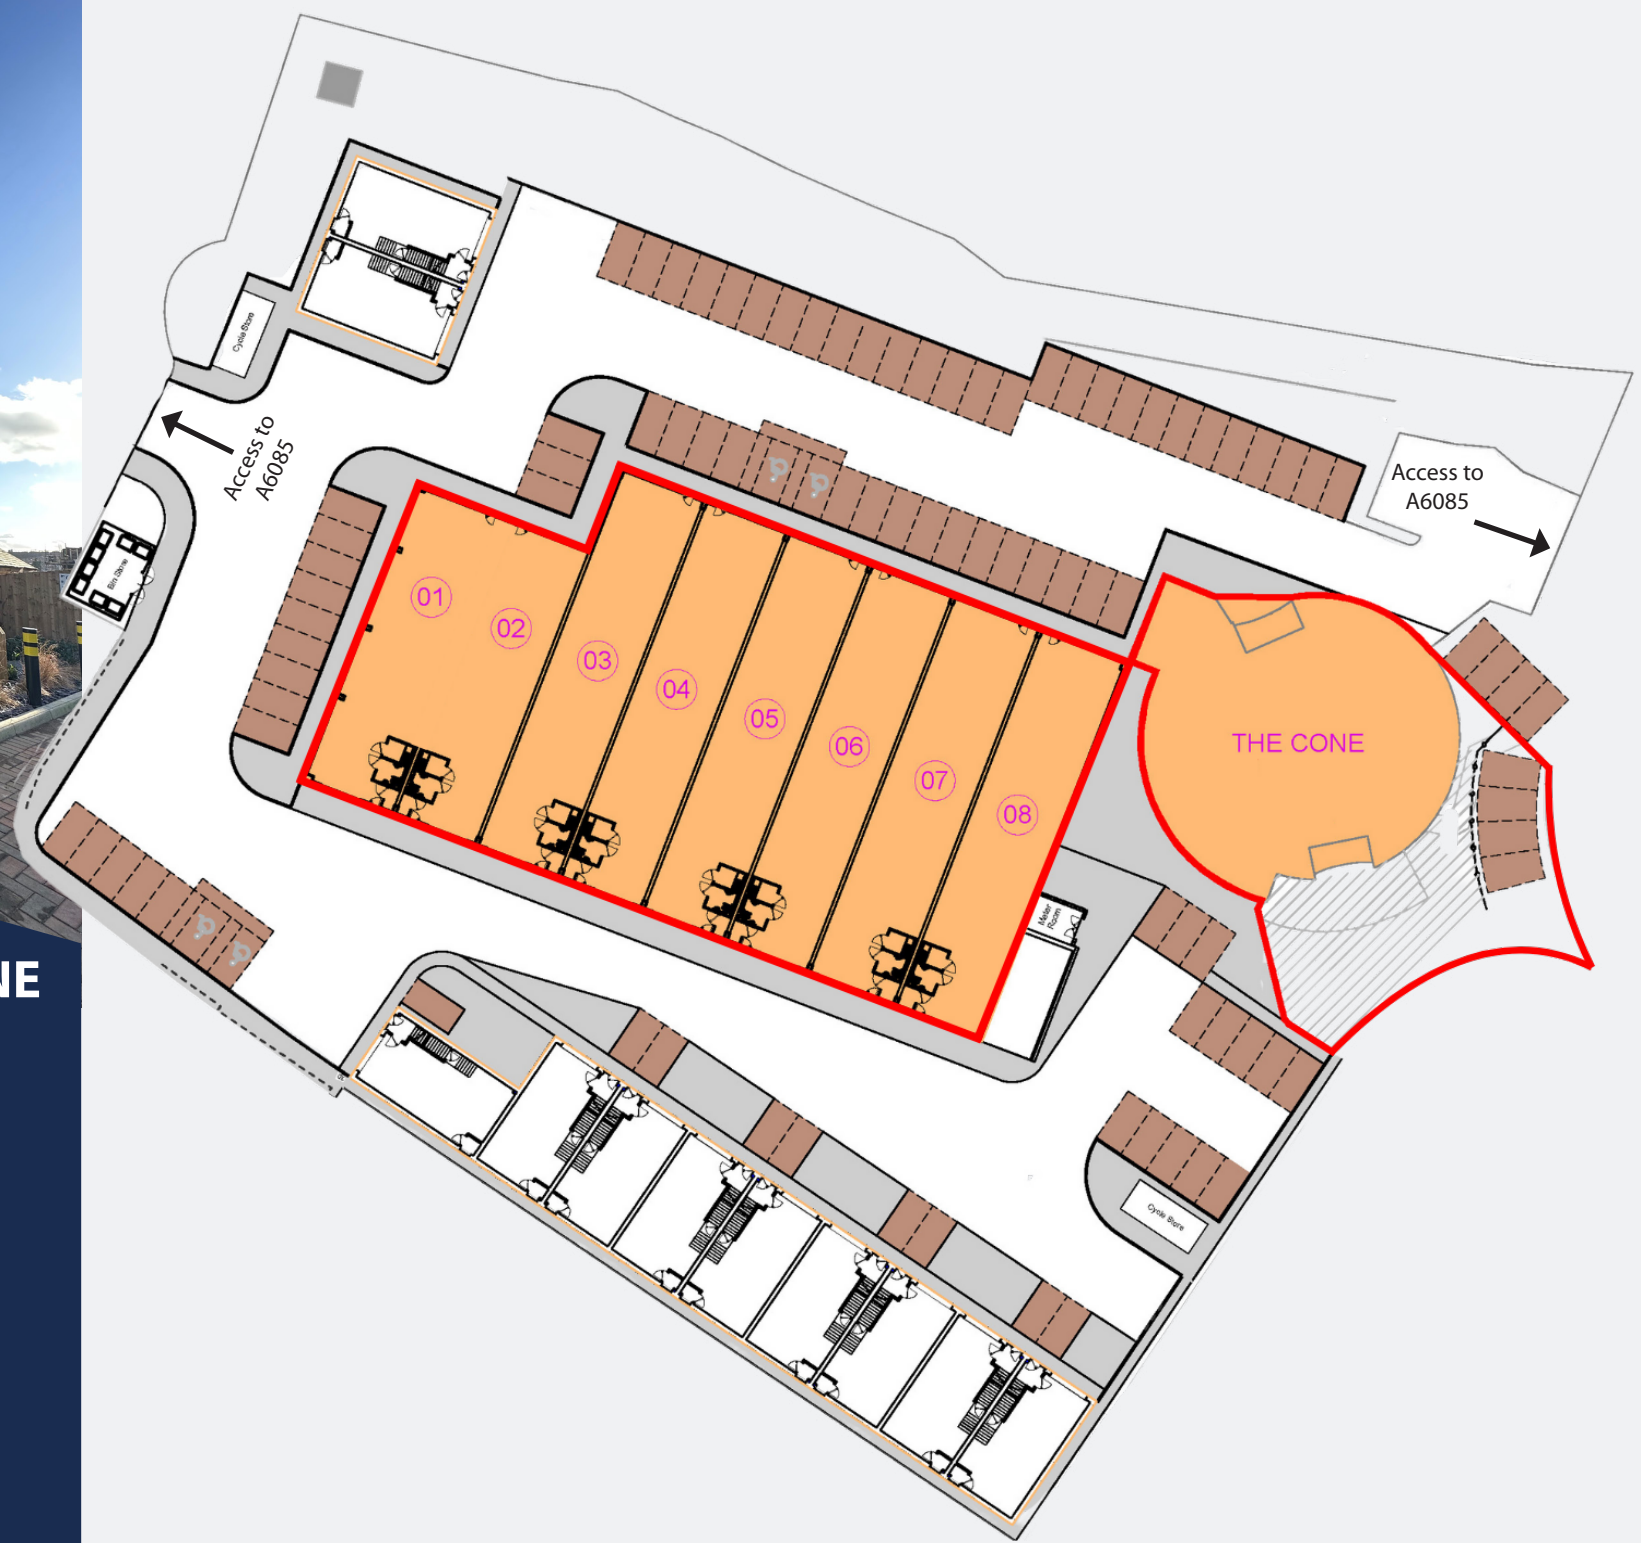 Cycle Store
Access to
A6085
Access to
A6085
Bin Store
01
02
03
04
05
06
07
08
THE CONE
Meter
Room
NE
Cycle Store